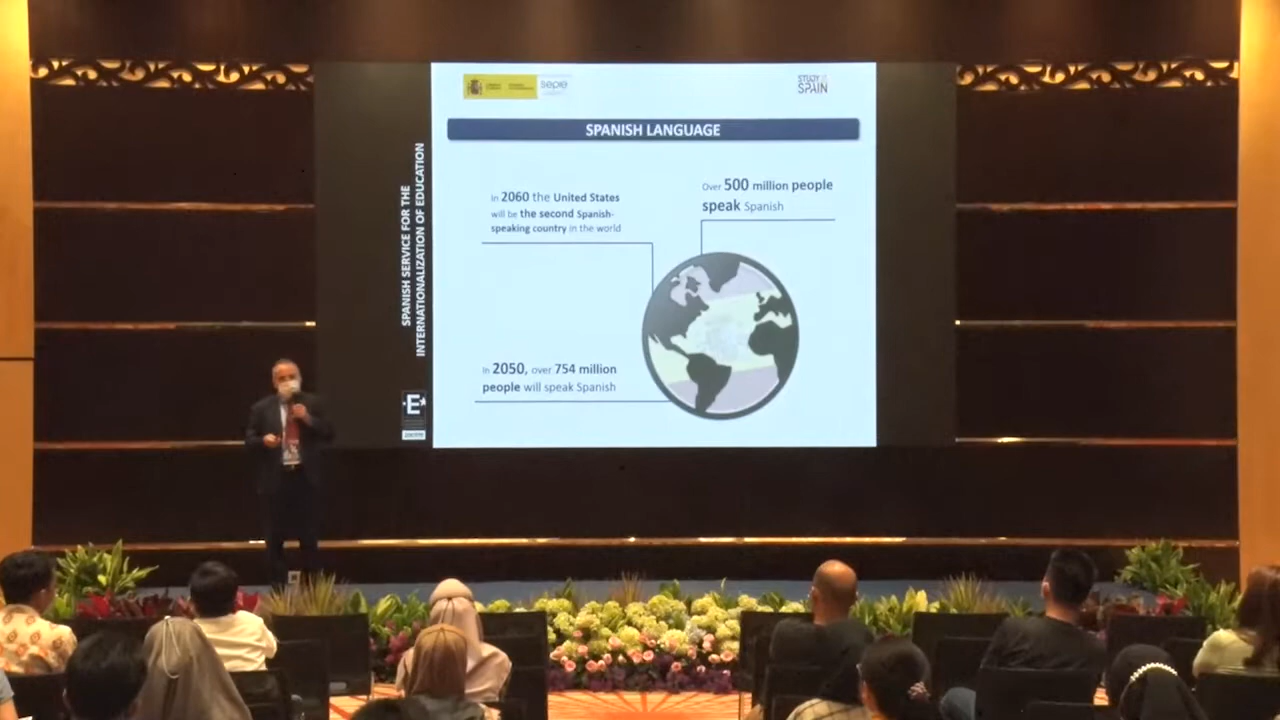 sepie
STUDY IN
SPAIN
SPANISH LANGUAGE
In 2060 the United States
will be the second Spanish-
speaking country in the world
Over 500 million people
speak Spanish
In 2050, over 754 million
people will speak Spanish
SPANISH SERVICE FOR THE
INTERNATIONALIZATION OF EDUCATION
E